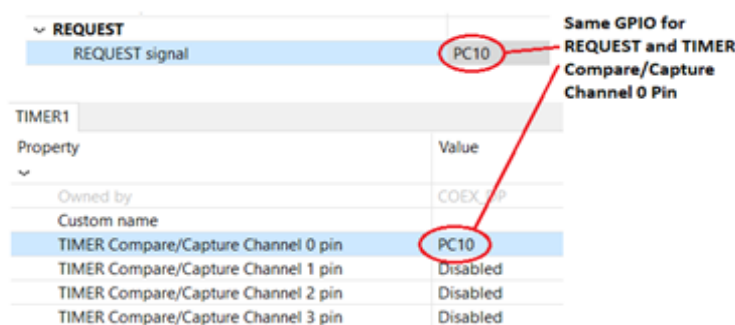 REQUEST
REQUEST signal PC10
Same GPIO for
REQUEST and TIMER
Compare/Capture
Channel 0 Pin
TIMER1
Property Value
Owned by
Custom name
TIMER Compare/Capture Channel 0 pin PC10
TIMER Compare/Capture Channel 1 pin Disabled
TIMER Compare/Capture Channel 2 pin Disabled
TIMER Compare/Capture Channel 3 pin Disabled